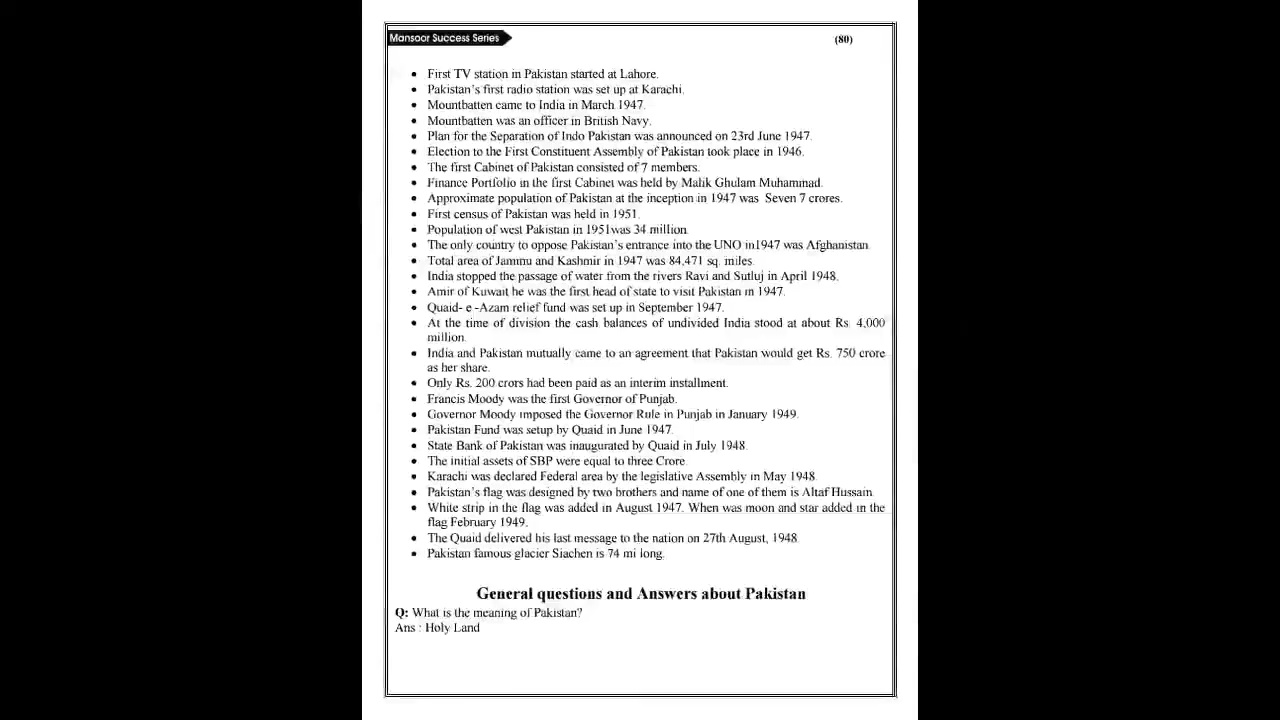 Mansoor Success Series
(80)
• First TV station in Pakistan started at Lahore.
• Pakistan's first radio station was set up at Karachi.
• Mountbatten came to India in March 1947.
• Mountbatten was an officer in British Navy.
• Plan for the Separation of Indo Pakistan was announced on 23rd June 1947.
• Election to the First Constituent Assembly of Pakistan took place in 1946.
• The first Cabinet of Pakistan consisted of 7 members.
• Finance Portfolio in the first Cabinet was held by Malik Ghulam Muhammad.
• Approximate population of Pakistan at the inception in 1947 was Seven 7 crores.
• First census of Pakistan was held in 1951.
• Population of west Pakistan in 1951was 34 million.
• The only country to oppose Pakistan's entrance into the UNO in1947 was Afghanistan.
• Total area of Jammu and Kashmir in 1947 was 84,471 sq. miles.
• India stopped the passage of water from the rivers Ravi and Sutluj in April 1948.
• Amir of Kuwait he was the first head of state to visit Pakistan in 1947.
• Quaid- e -Azam relief fund was set up in September 1947.
• At the time of division the cash balances of undivided India stood at about Rs. 4,000
million.
• India and Pakistan mutually came to an agreement that Pakistan would get Rs. 750 crore
as her share.
• Only Rs. 200 crors had been paid as an interim installment.
• Francis Moody was the first Governor of Punjab.
• Governor Moody imposed the Governor Rule in Punjab in January 1949.
• Pakistan Fund was setup by Quaid in June 1947.
• State Bank of Pakistan was inaugurated by Quaid in July 1948.
• The initial assets of SBP were equal to three Crore.
• Karachi was declared Federal area by the legislative Assembly in May 1948.
• Pakistan's flag was designed by two brothers and name of one of them is Altaf Hussain.
• White strip in the flag was added in August 1947. When was moon and star added in the
flag February 1949.
• The Quaid delivered his last message to the nation on 27th August, 1948.
• Pakistan famous glacier Siachen is 74 mi long.
General questions and Answers about Pakistan
Q: What is the meaning of Pakistan?
Ans : Holy Land